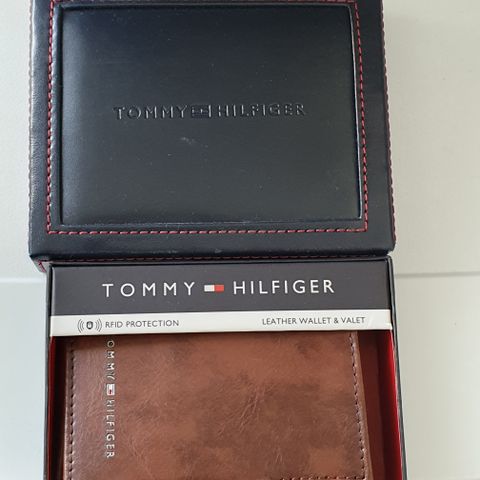 TOMMY HILFIGER
TOMMY HILFIGER
RFID PROTECTION LEATHER WALLET & VALET
TOMMY HILFIGER